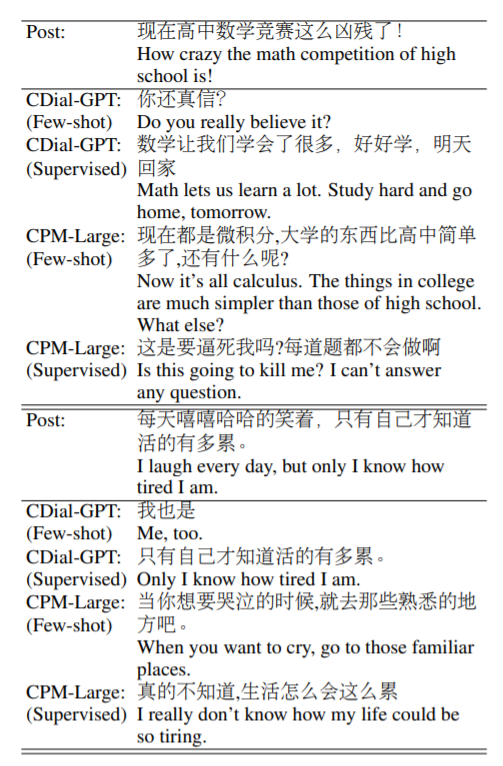 Post: 现在高中数学竞赛这么凶残了！
How crazy the math competition of high
school is!
CDial-GPT: 你还真信？
(Few-shot) Do you really believe it?
CDial-GPT: 数学让我们学会了很多，好好学，明天
(Supervised) 回家
Math lets us learn a lot. Study hard and go
home, tomorrow.
CPM-Large: 现在都是微积分,大学的东西比高中简单
(Few-shot) 多了,还有什么呢?
Now it's all calculus. The things in college
are much simpler than those of high school.
What else?
CPM-Large: 这是要逼死我吗?每道题都不会做啊
(Supervised) Is this going to kill me? I can't answer
any question.
Post: 每天嘻嘻哈哈的笑着，只有自己才知道
活的有多累。
I laugh every day, but only I know how
tired I am.
CDial-GPT: 我也是
(Few-shot) Me, too.
CDial-GPT: 只有自己才知道活的有多累。
(Supervised) Only I know how tired I am.
CPM-Large: 当你想要哭泣的时候,就去那些熟悉的地
(Few-shot) 方吧。
When you want to cry, go to those familiar
places.
CPM-Large: 真的不知道,生活怎么会这么累
(Supervised) I really don't know how my life could be
so tiring.